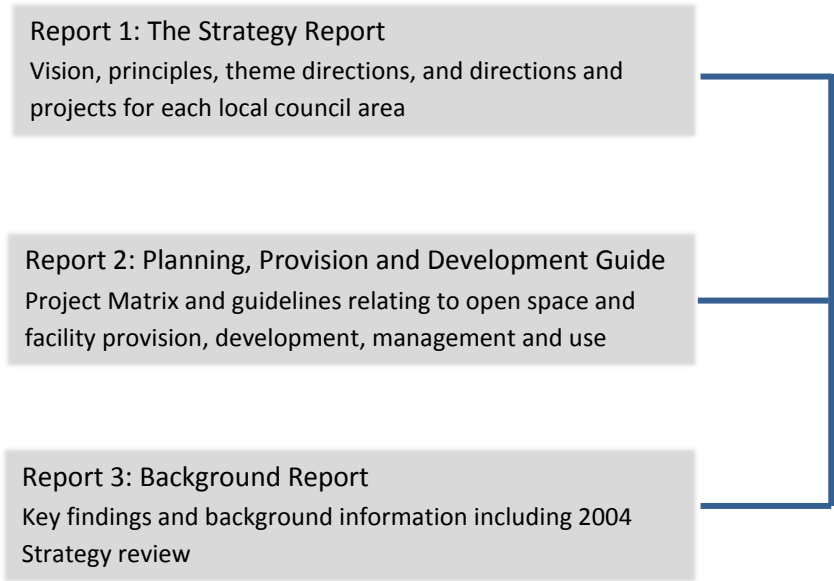 Report 1: The Strategy Report
Vision, principles, theme directions, and directions and
projects for each local council area
Report 2: Planning, Provision and Development Guide
Project Matrix and guidelines relating to open space and
facility provision, development, management and use
Report 3: Background Report
Key findings and background information including 2004
Strategy review